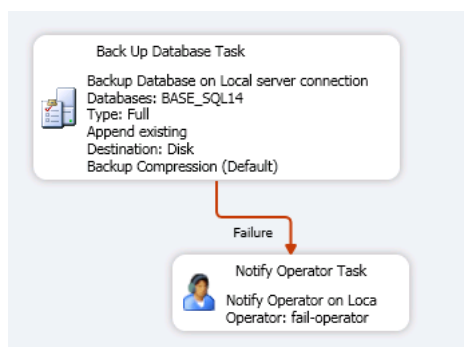 Back Up Database Task
Backup Database on Local server connection
Databases: BASE_SQL14
Type: Full
Append existing
Destination: Disk
Backup Compression (Default)
Failure
Notify Operator Task
Notify Operator on Loca
Operator: fail-operator